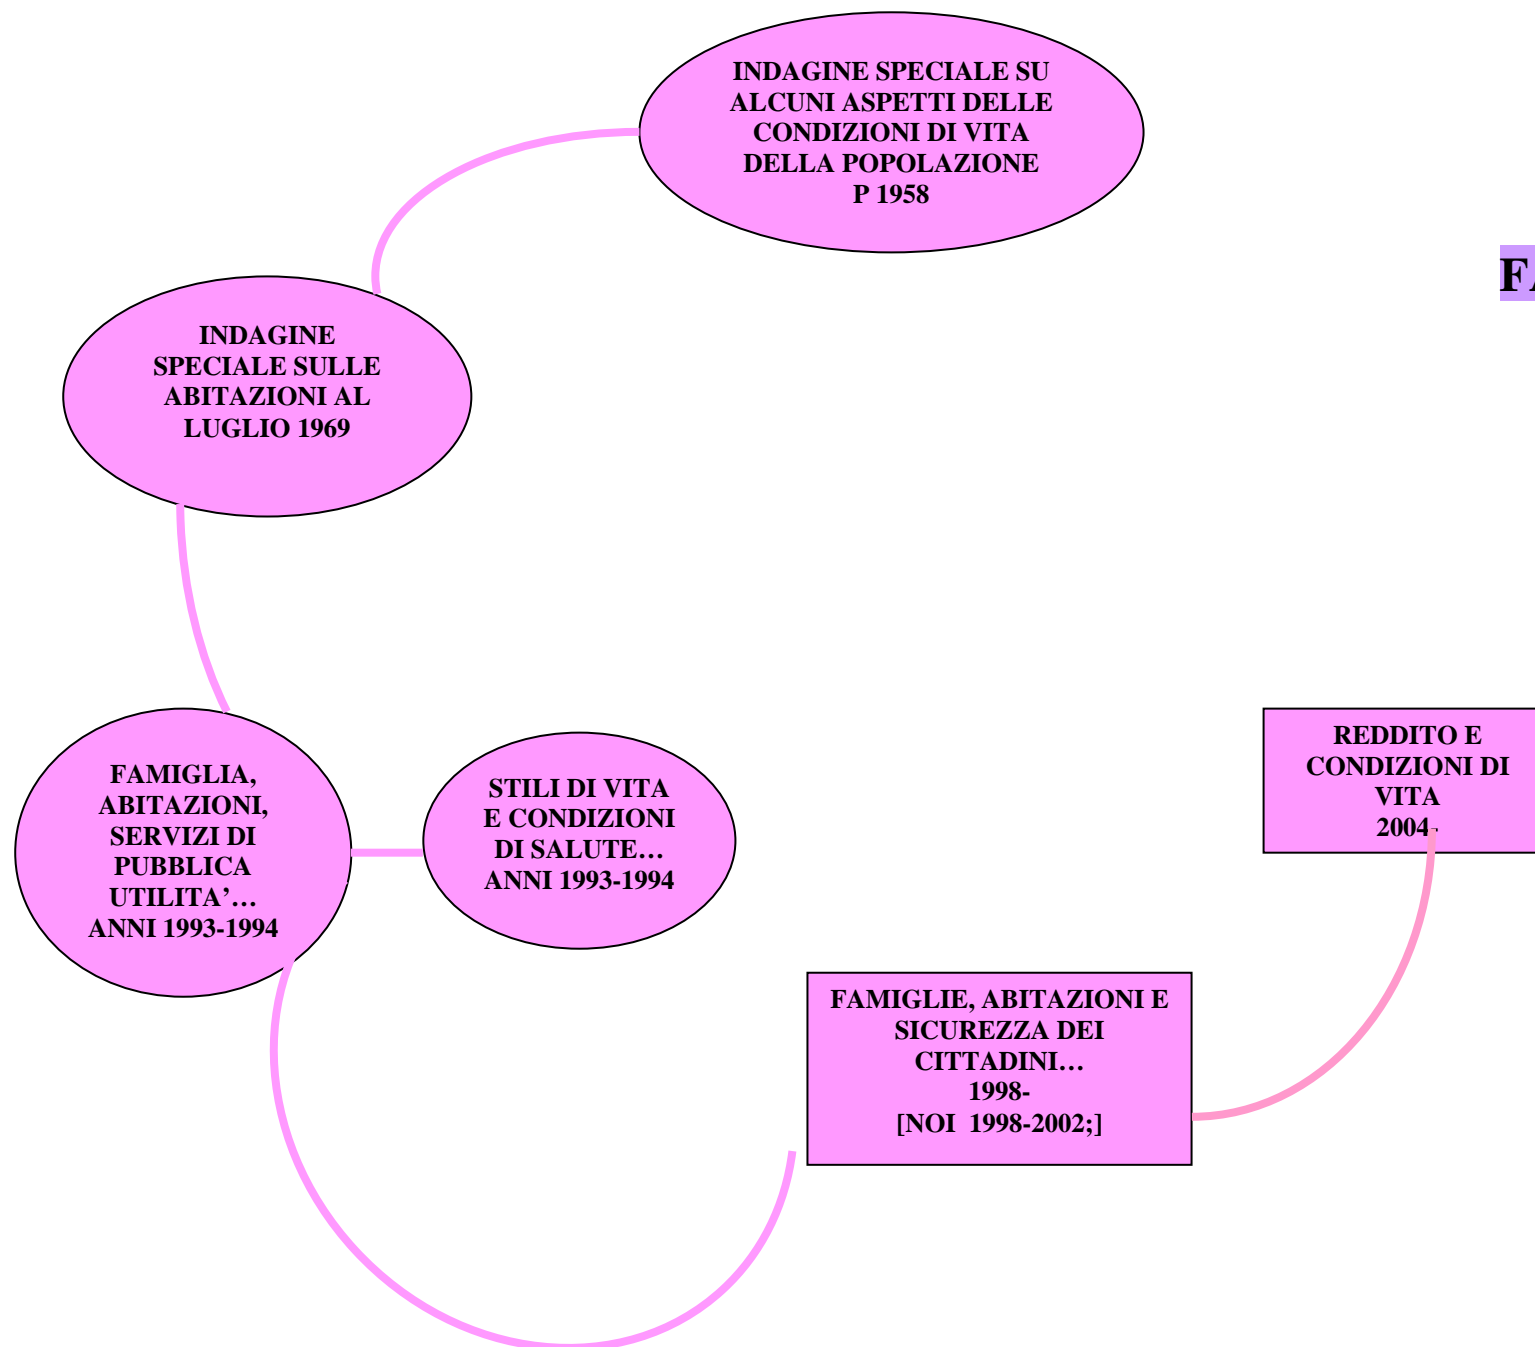 INDAGINE SPECIALE SU
ALCUNI ASPETTI DELLE
CONDIZIONI DI VITA
DELLA POPOLAZIONE
P 1958
INDAGINE
SPECIALE SULLE
ABITAZIONI AL
LUGLIO 1969
FAMIGLIA,
ABITAZIONI,
SERVIZI DI
PUBBLICA
UTILITA’…
ANNI 1993-1994
STILI DI VITA
E CONDIZIONI
DI SALUTE…
ANNI 1993-1994
REDDITO E
CONDIZIONI DI
VITA
2004-
FAMIGLIE, ABITAZIONI E
SICUREZZA DEI
CITTADINI…
1998-
[NOI  1998-2002;]